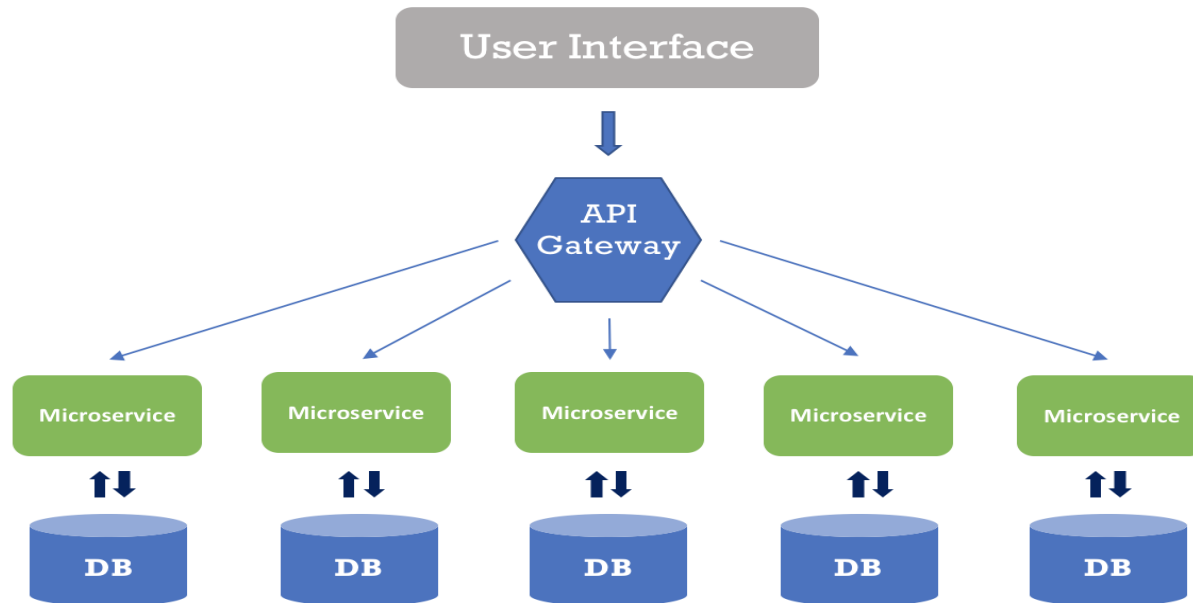 User Interface
API
Gateway
Microservice
Microservice
Microservice
Microservice
Microservice
DB
DB
DB
DB
DB